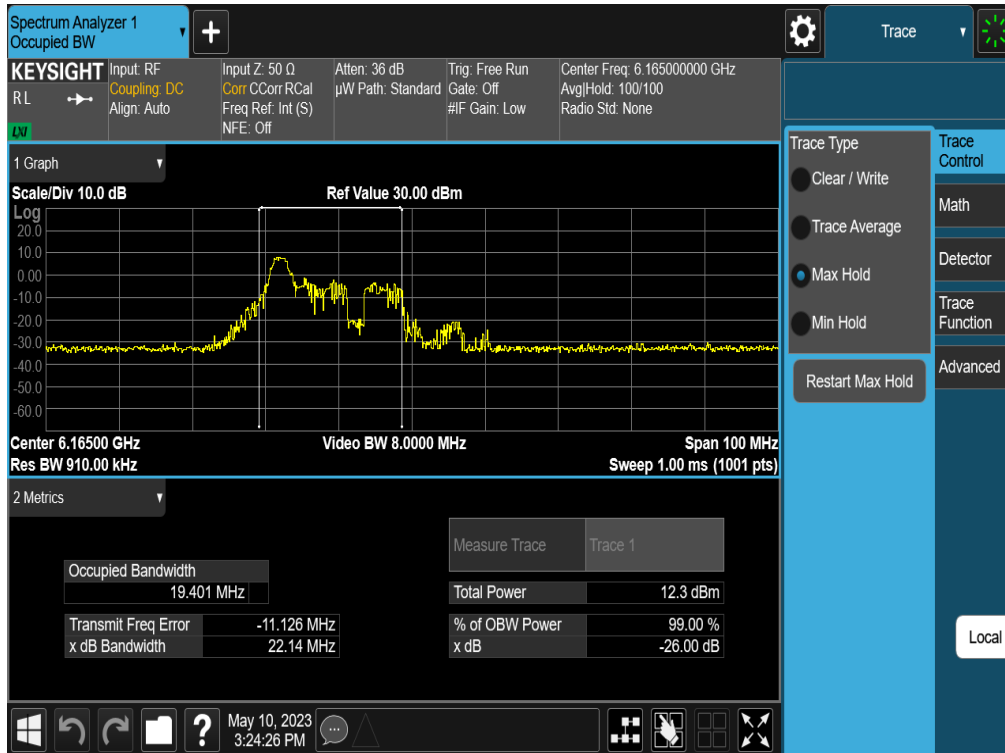 Spectrum Analyzer 1
Occupied BW
+
Trace
KEYSIGHT
RL
LXI
Input: RF
Coupling: DC
Align: Auto
Input Z: 50 Ω
Corr CCorr RCal
Freq Ref: Int (S)
NFE: Off
Atten: 36 dB
µW Path: Standard
Trig: Free Run
Gate: Off
#IF Gain: Low
Center Freq: 6.165000000 GHz
Avg|Hold: 100/100
Radio Std: None
1 Graph
Scale/Div 10.0 dB
Ref Value 30.00 dBm
Log
20.0
10.0
0.00
-10.0
-20.0
-30.0
-40.0
-50.0
-60.0
Center 6.16500 GHz
Video BW 8.0000 MHz
Span 100 MHz
Res BW 910.00 kHz
Sweep 1.00 ms (1001 pts)
2 Metrics
Measure Trace
Trace 1
Occupied Bandwidth
19.401 MHz
Total Power
12.3 dBm
Transmit Freq Error
-11.126 MHz
% of OBW Power
99.00 %
x dB Bandwidth
22.14 MHz
x dB
-26.00 dB
Trace Type
Clear / Write
Trace Average
Max Hold
Min Hold
Restart Max Hold
Trace
Control
Math
Detector
Trace
Function
Advanced
Local
?
May 10, 2023
3:24:26 PM